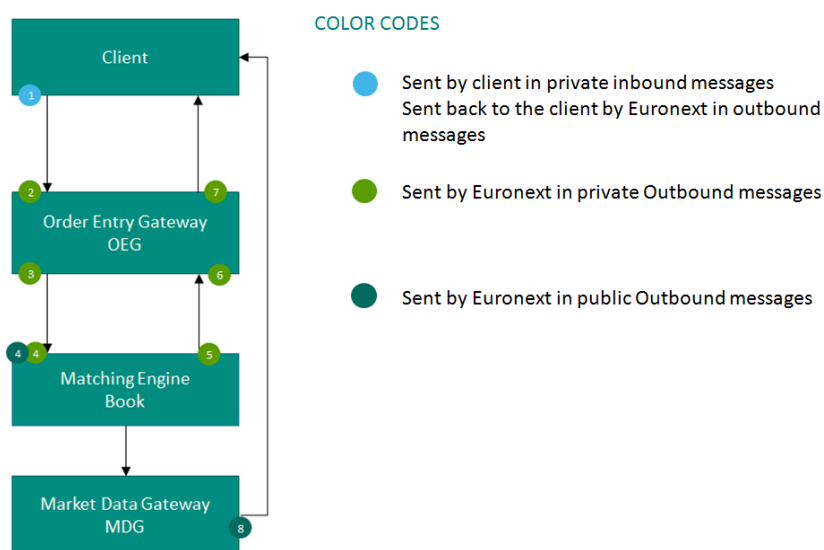 COLOR CODES
Client
1
Sent by client in private inbound messages
Sent back to the client by Euronext in outbound
messages
2
7
Sent by Euronext in private Outbound messages
Order Entry Gateway
OEG
3
6
Sent by Euronext in public Outbound messages
4
4
5
Matching Engine
Book
Market Data Gateway
MDG
8